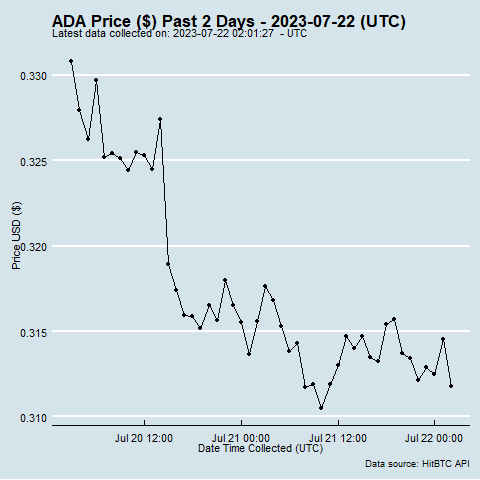 ADA Price ($) Past 2 Days - 2023-07-22 (UTC)
Latest data collected on: 2023-07-22 02:01:27  - UTC
0.330
0.325
0.320
0.315
0.310
Price USD ($)
Jul 20 12:00
Jul 21 00:00
Jul 21 12:00
Jul 22 00:00
Date Time Collected (UTC)
Data source: HitBTC API